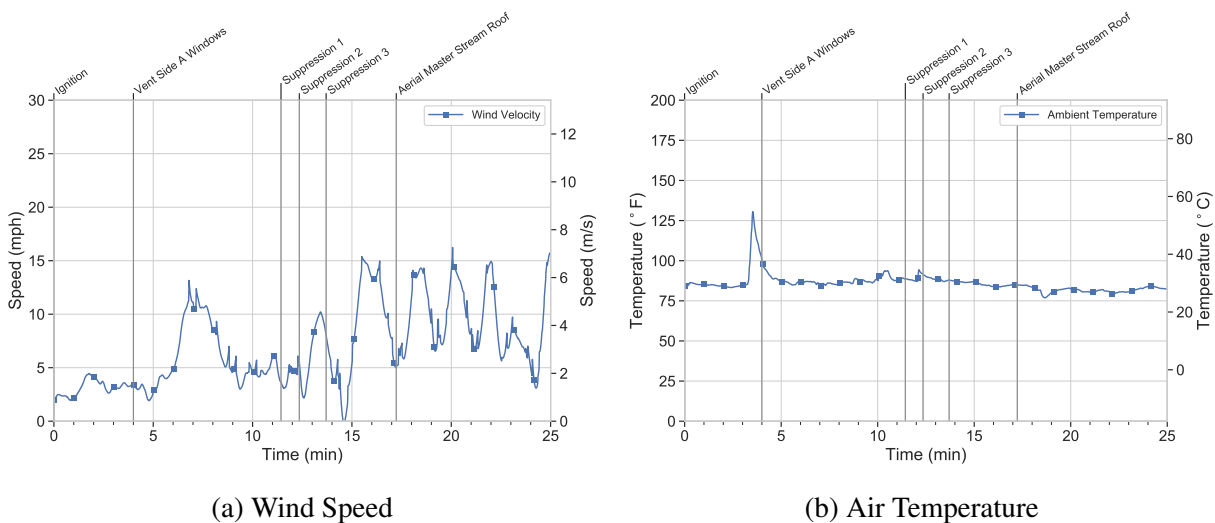 Ignition
Vent Side A Windows
Suppression 1
Suppression 2
Suppression 3
Aerial Master Stream Roof
Wind Velocity
30
25
20
15
10
5
0
Speed (mph)
12
10
8
6
4
2
0
Speed (m/s)
0 5 10 15 20 25
Time (min)
(a) Wind Speed
Ignition
Vent Side A Windows
Suppression 1
Suppression 2
Suppression 3
Aerial Master Stream Roof
Ambient Temperature
200
175
150
125
100
75
50
25
0
Temperature (°F)
80
60
40
20
0
Temperature (°C)
0 5 10 15 20 25
Time (min)
(b) Air Temperature